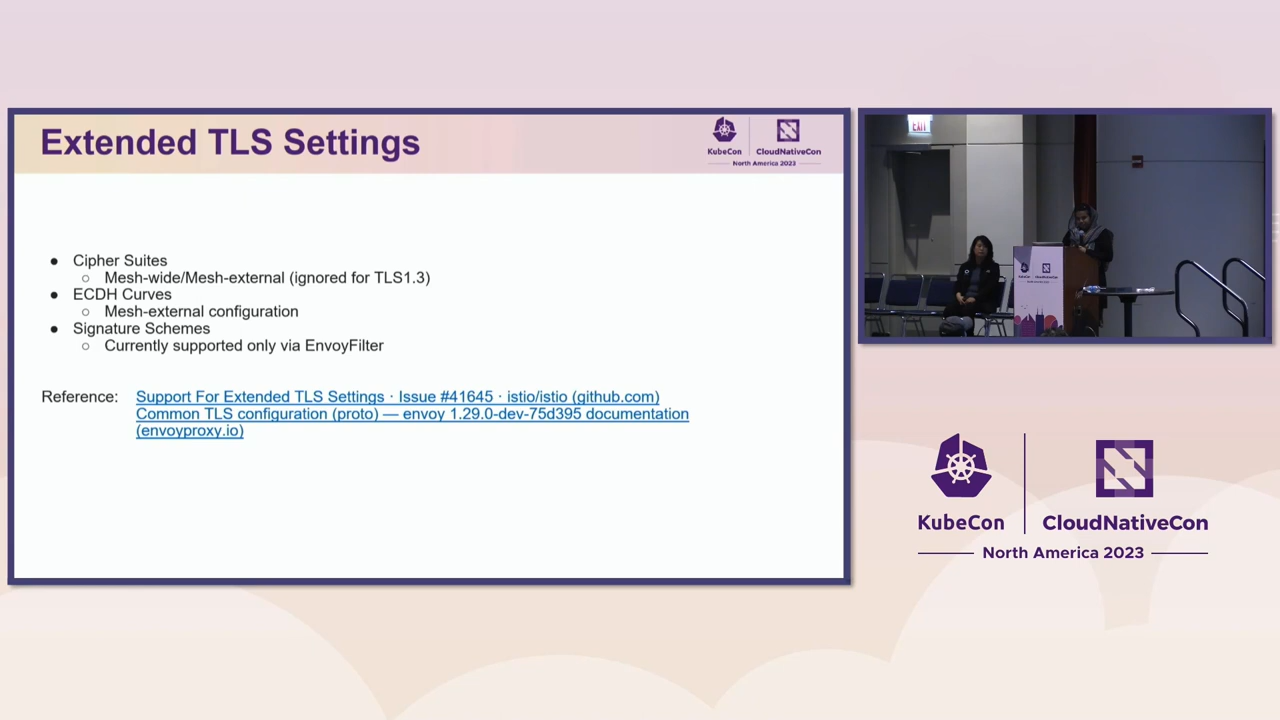 Extended TLS Settings
KubeCon
CloudNativeCon
North America 2023
● Cipher Suites
○ Mesh-wide/Mesh-external (ignored for TLS1.3)
● ECDH Curves
○ Mesh-external configuration
● Signature Schemes
○ Currently supported only via EnvoyFilter
Reference: Support For Extended TLS Settings · Issue #41645 · istio/istio (github.com)
Common TLS configuration (proto) — envoy 1.29.0-dev-75d395 documentation
(envoyproxy.io)
EXIT
KubeCon
CloudNativeCon
North America 2023